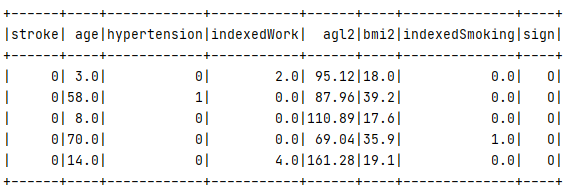 +------+----+------------+-----------+------+----+--------------+----+
|stroke| age|hypertension|indexedWork|  agl2|bmi2|indexedSmoking|sign|
+------+----+------------+-----------+------+----+--------------+----+
|     0| 3.0|           0|        2.0| 95.12|18.0|           0.0|   0|
|     0|58.0|           1|        0.0| 87.96|39.2|           0.0|   0|
|     0| 8.0|           0|        0.0|110.89|17.6|           0.0|   0|
|     0|70.0|           0|        0.0| 69.04|35.9|           1.0|   0|
|     0|14.0|           0|        4.0|161.28|19.1|           0.0|   0|
+------+----+------------+-----------+------+----+--------------+----+